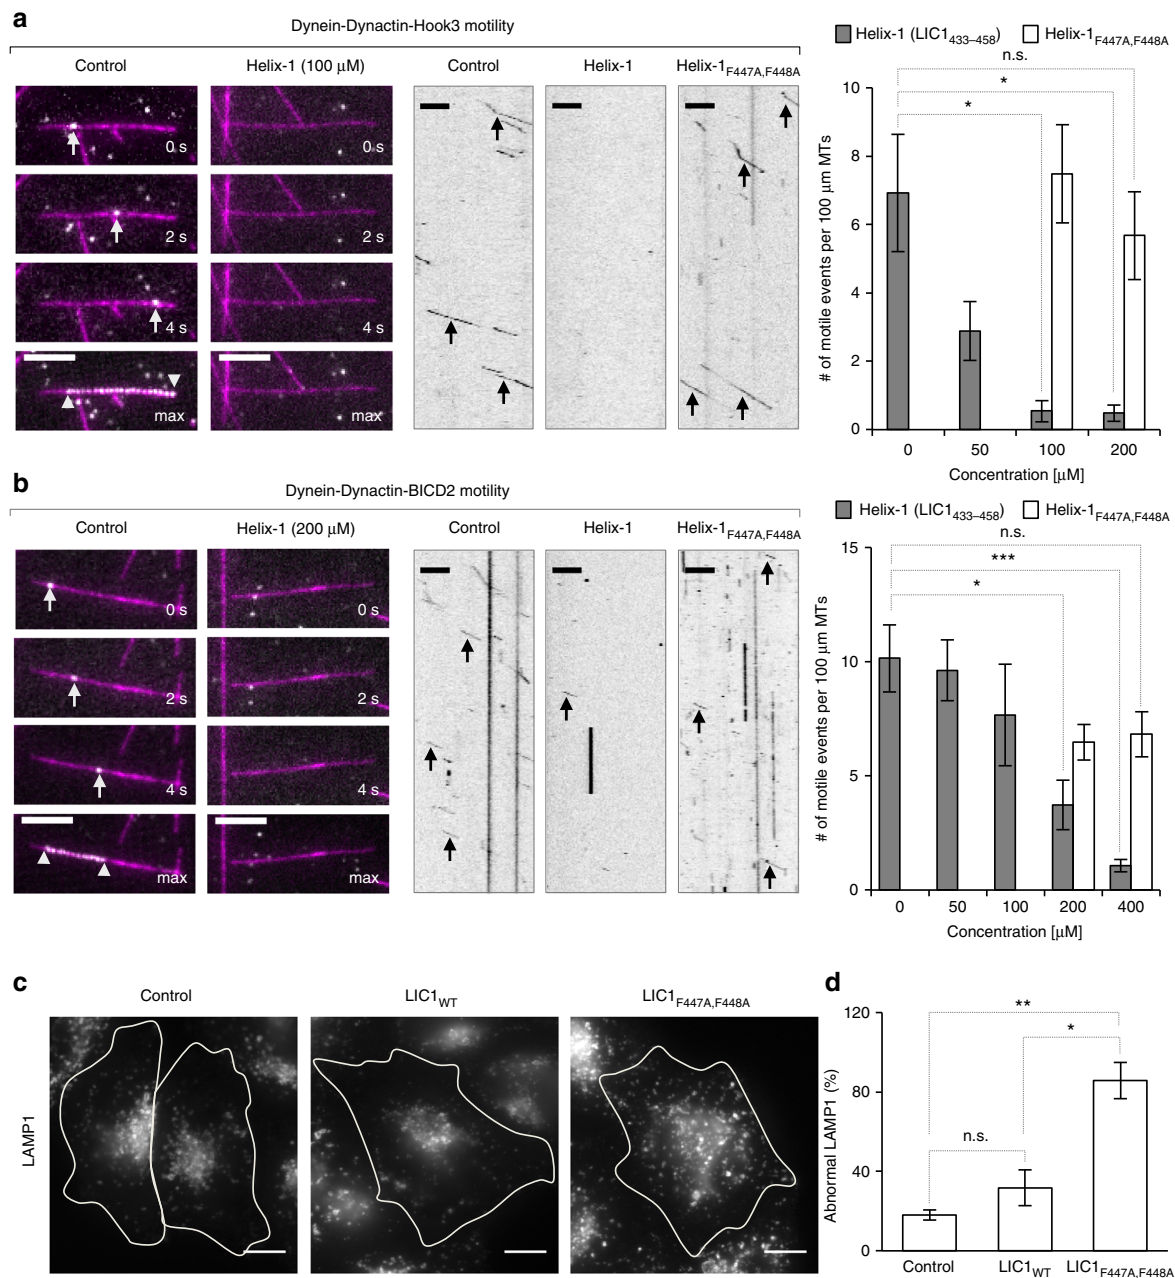 a
Dynein-Dynactin-Hook3 motility
Control
Helix-1 (100 μM)
Control
Helix-1
Helix-1F447A,F448A
0 s
0 s
2 s
2 s
4 s
4 s
max
max
Helix-1 (LIC1433–458)
Helix-1F447A,F448A
n.s.
*
*
# of motile events per 100 μm MTs
10
8
6
4
2
0
0
50
100
200
Concentration [μM]
b
Dynein-Dynactin-BICD2 motility
Control
Helix-1 (200 μM)
Control
Helix-1
Helix-1F447A,F448A
0 s
0 s
2 s
2 s
4 s
4 s
max
max
Helix-1 (LIC1433–458)
Helix-1F447A,F448A
n.s.
***
*
# of motile events per 100 μm MTs
15
10
5
0
0
50
100
200
400
Concentration [μM]
c
Control
LIC1WT
LIC1F447A,F448A
LAMP1
d
**
*
n.s.
Abnormal LAMP1 (%)
120
80
40
0
Control
LIC1WT
LIC1F447A,F448A